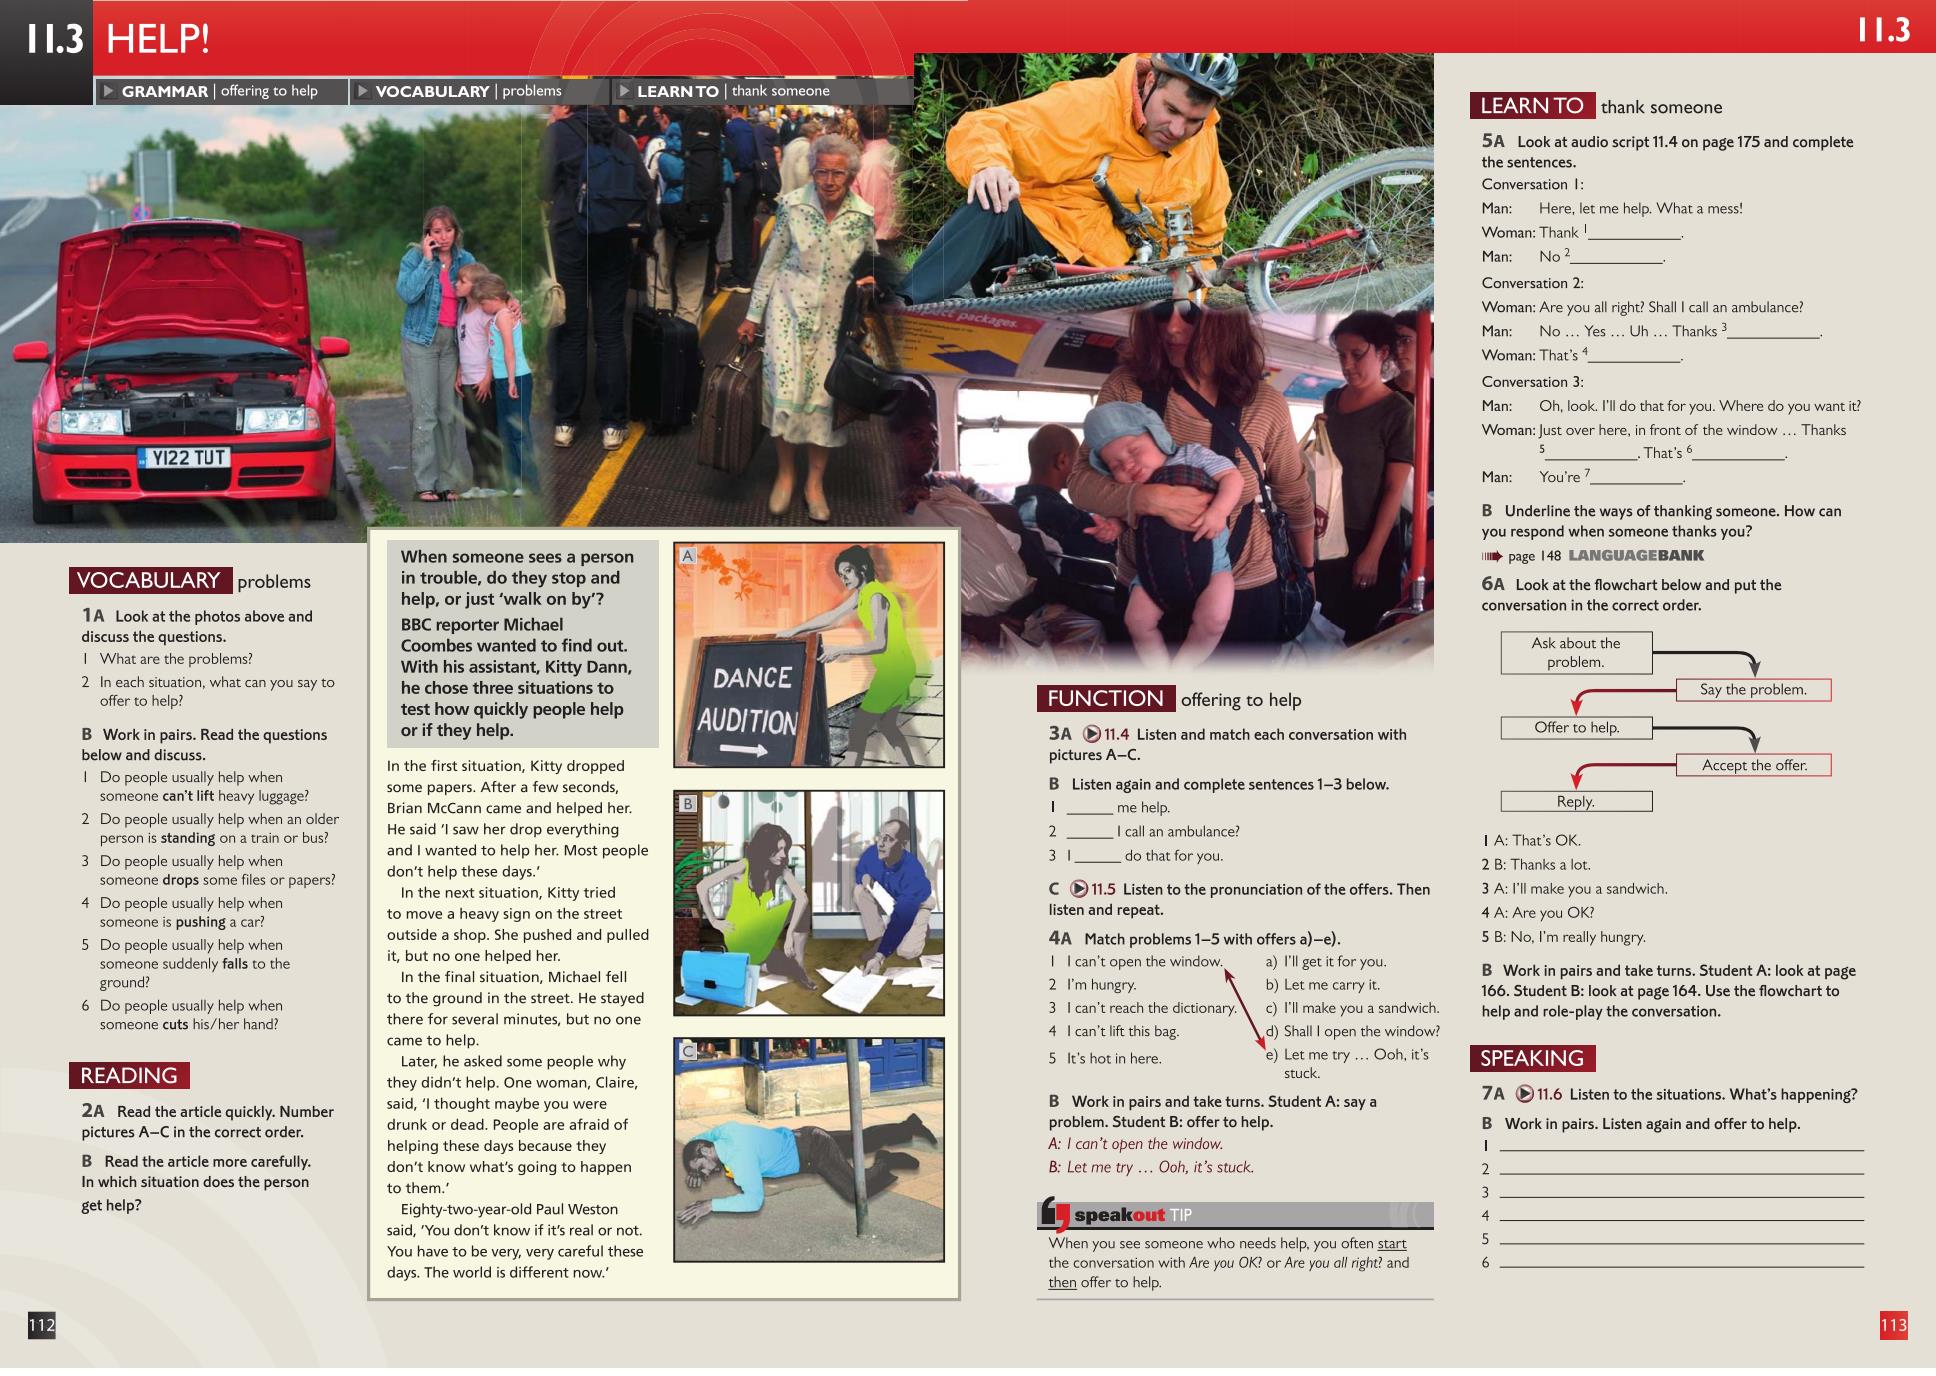 11.3 HELP!
11.3
GRAMMAR | offering to help
VOCABULARY | problems
LEARN TO | thank someone
Y122 TUT
VOCABULARY problems
1A Look at the photos above and
discuss the questions.
1 What are the problems?
2 In each situation, what can you say to
offer to help?
B Work in pairs. Read the questions
below and discuss.
1 Do people usually help when
someone can't lift heavy luggage?
2 Do people usually help when an older
person is standing on a train or bus?
3 Do people usually help when
someone drops some files or papers?
4 Do people usually help when
someone is pushing a car?
5 Do people usually help when
someone suddenly falls to the
ground?
6 Do people usually help when
someone cuts his/her hand?
READING
2A Read the article quickly. Number
pictures A–C in the correct order.
B Read the article more carefully.
In which situation does the person
get help?
112
When someone sees a person
in trouble, do they stop and
help, or just 'walk on by'?
BBC reporter Michael
Coombes wanted to find out.
With his assistant, Kitty Dann,
he chose three situations to
test how quickly people help
or if they help.
In the first situation, Kitty dropped
some papers. After a few seconds,
Brian McCann came and helped her.
He said 'I saw her drop everything
and I wanted to help her. Most people
don't help these days.'
In the next situation, Kitty tried
to move a heavy sign on the street
outside a shop. She pushed and pulled
it, but no one helped her.
In the final situation, Michael fell
to the ground in the street. He stayed
there for several minutes, but no one
came to help.
Later, he asked some people why
they didn't help. One woman, Claire,
said, 'I thought maybe you were
drunk or dead. People are afraid of
helping these days because they
don't know what's going to happen
to them.'
Eighty-two-year-old Paul Weston
said, 'You don't know if it's real or not.
You have to be very, very careful these
days. The world is different now.'
A
DANCE
AUDITION
B
C
packages.
FUNCTION offering to help
3A 11.4 Listen and match each conversation with
pictures A–C.
B Listen again and complete sentences 1–3 below.
1 ______ me help.
2 ______ I call an ambulance?
3 I ______ do that for you.
C 11.5 Listen to the pronunciation of the offers. Then
listen and repeat.
4A Match problems 1–5 with offers a)–e).
1 I can't open the window.
2 I'm hungry.
3 I can't reach the dictionary.
4 I can't lift this bag.
5 It's hot in here.
a) I'll get it for you.
b) Let me carry it.
c) I'll make you a sandwich.
d) Shall I open the window?
e) Let me try … Ooh, it's
stuck.
B Work in pairs and take turns. Student A: say a
problem. Student B: offer to help.
A: I can't open the window.
B: Let me try … Ooh, it's stuck.
speakout TIP
When you see someone who needs help, you often start
the conversation with Are you OK? or Are you all right? and
then offer to help.
LEARN TO thank someone
5A Look at audio script 11.4 on page 175 and complete
the sentences.
Conversation 1:
Man: Here, let me help. What a mess!
Woman: Thank 1____________.
Man: No 2____________.
Conversation 2:
Woman: Are you all right? Shall I call an ambulance?
Man: No … Yes … Uh … Thanks 3____________.
Woman: That's 4____________.
Conversation 3:
Man: Oh, look. I'll do that for you. Where do you want it?
Woman: Just over here, in front of the window … Thanks
5____________. That's 6____________.
Man: You're 7____________.
B Underline the ways of thanking someone. How can
you respond when someone thanks you?
page 148 LANGUAGEBANK
6A Look at the flowchart below and put the
conversation in the correct order.
Ask about the
problem.
Say the problem.
Offer to help.
Accept the offer.
Reply.
1 A: That's OK.
2 B: Thanks a lot.
3 A: I'll make you a sandwich.
4 A: Are you OK?
5 B: No, I'm really hungry.
B Work in pairs and take turns. Student A: look at page
166. Student B: look at page 164. Use the flowchart to
help and role-play the conversation.
SPEAKING
7A 11.6 Listen to the situations. What's happening?
B Work in pairs. Listen again and offer to help.
1
2
3
4
5
6
113